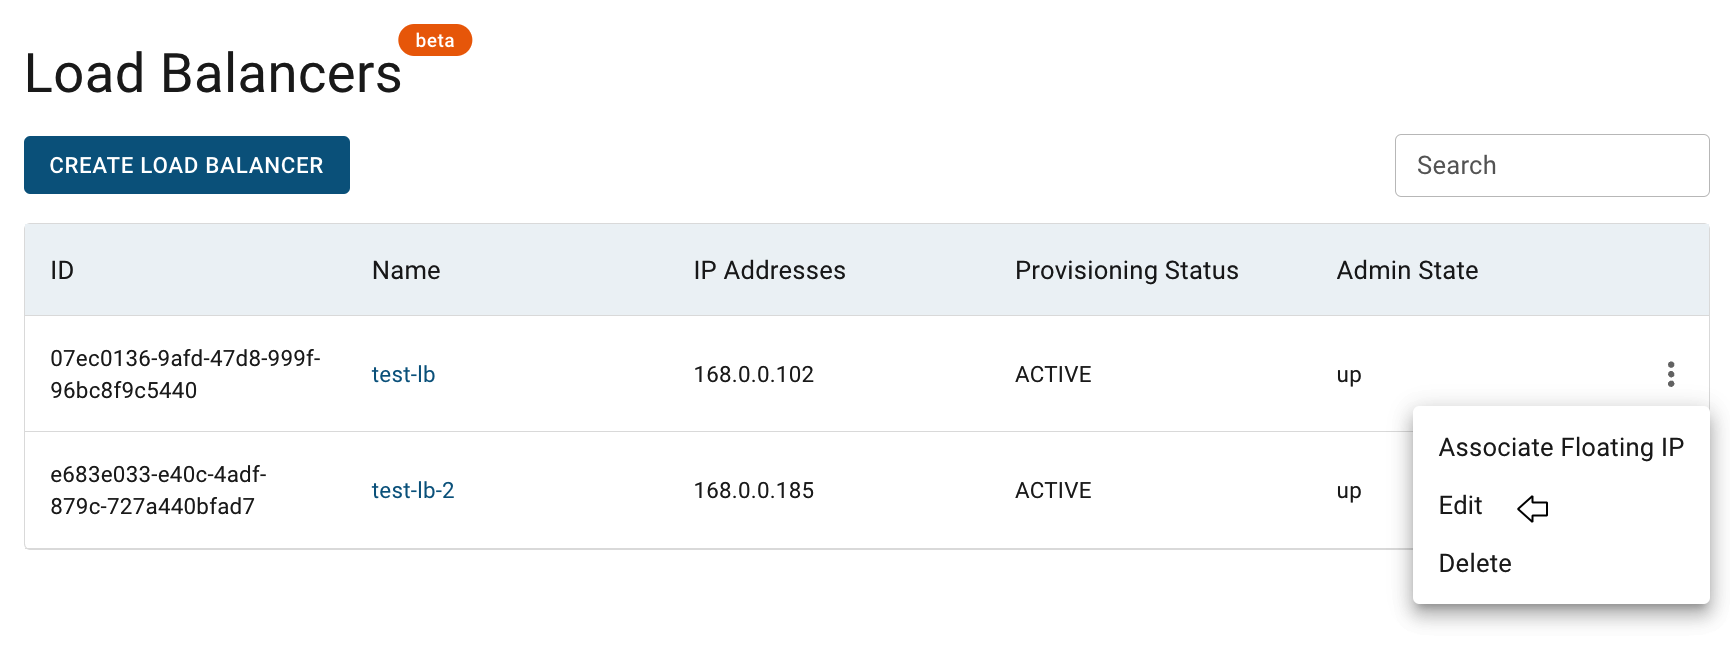 Load Balancers
beta
CREATE LOAD BALANCER
Search
ID Name IP Addresses Provisioning Status Admin State
07ec0136-9afd-47d8-999f-
96bc8f9c5440
test-lb 168.0.0.102 ACTIVE up
e683e033-e40c-4adf-
879c-727a440bfad7
test-lb-2 168.0.0.185 ACTIVE up
Associate Floating IP
Edit
Delete